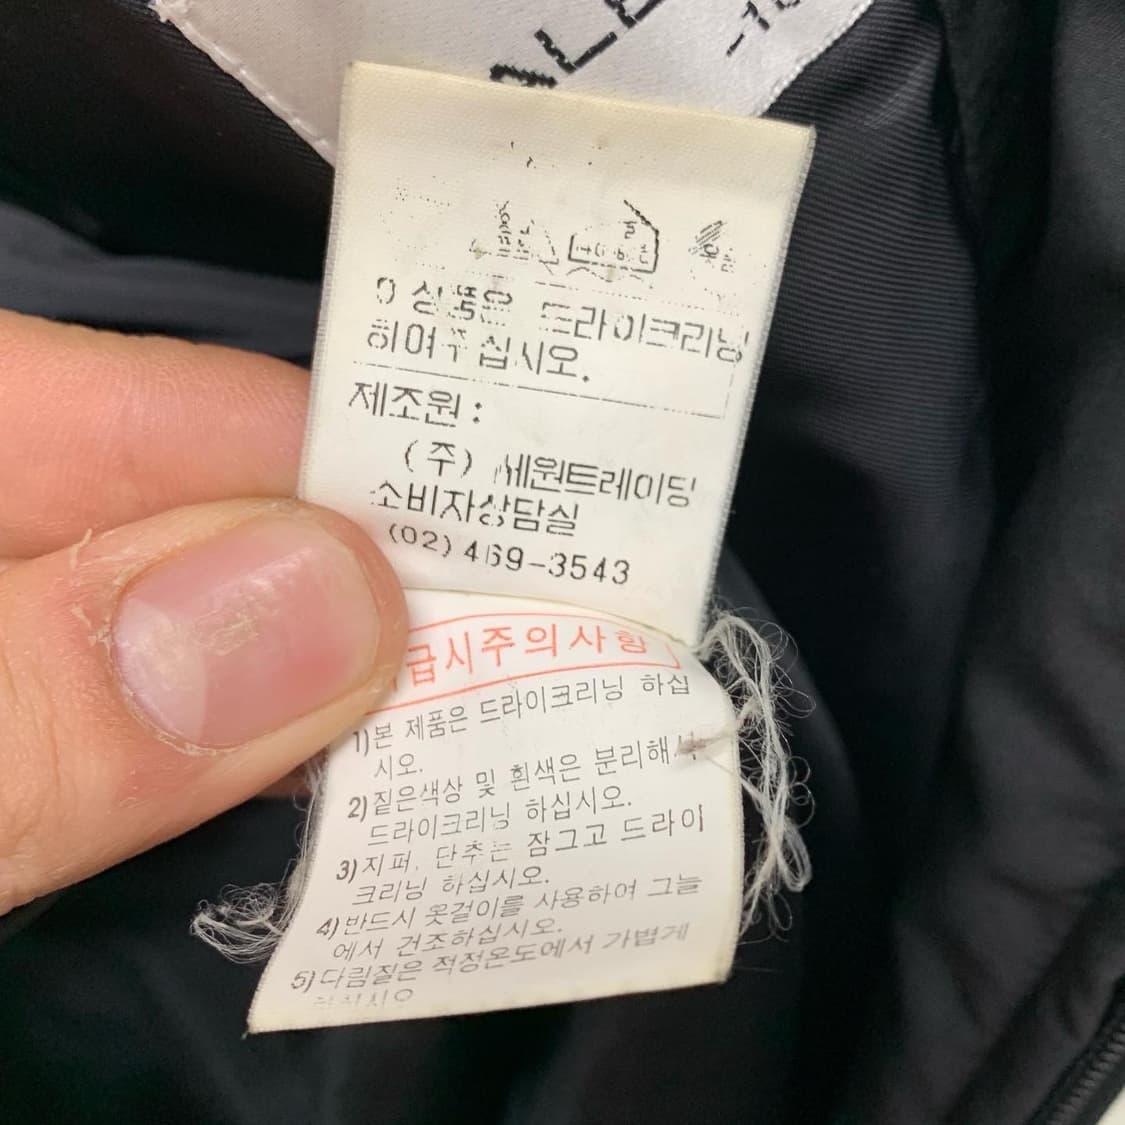 이 상품은 드라이크리닝
하여주십시오.
제조원 :
(주) 세원트레이딩
소비자상담실
(02) 469-3543
급시주의사항
1)본 제품은 드라이크리닝 하십
시오.
2)짙은색상 및 흰색은 분리해서
드라이크리닝 하십시오.
3)지퍼, 단추는 잠그고 드라이
크리닝 하십시오.
4)반드시 옷걸이를 사용하여 그늘
에서 건조하십시오.
5)다림질은 적정온도에서 가볍게
하십시오